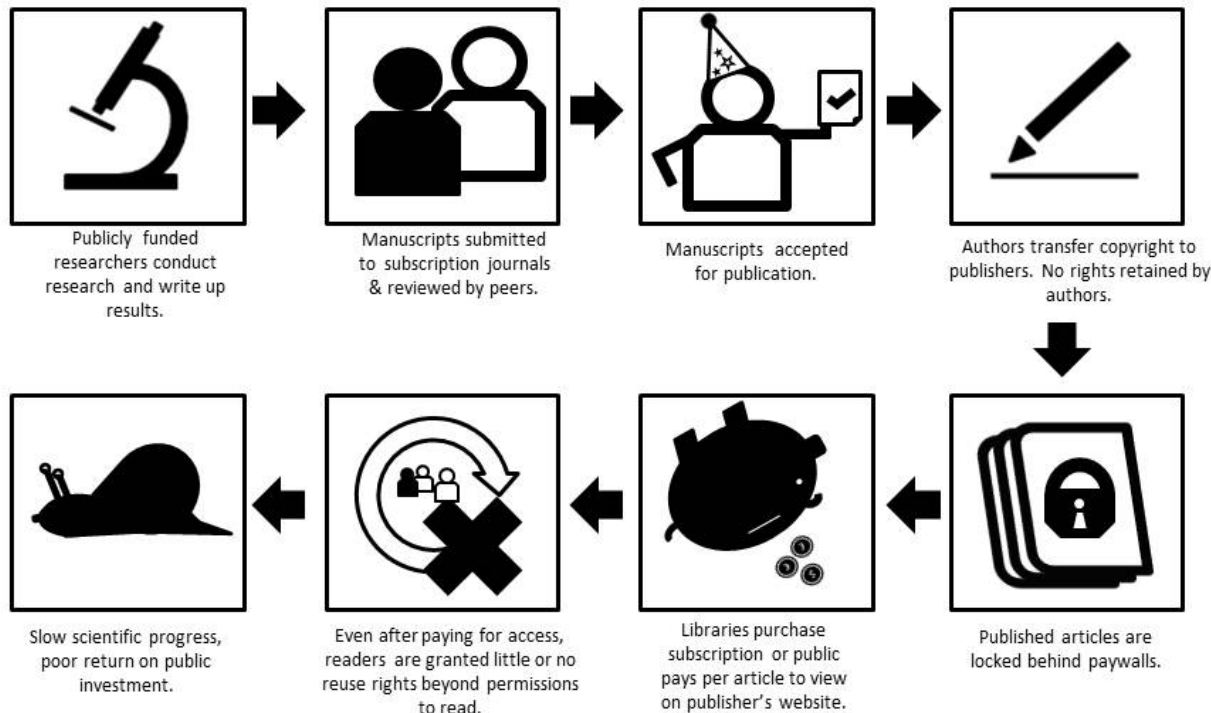 Publicly funded
researchers conduct
research and write up
results.
Manuscripts submitted
to subscription journals
& reviewed by peers.
Manuscripts accepted
for publication.
Authors transfer copyright to
publishers. No rights retained by
authors.
Published articles are
locked behind paywalls.
Libraries purchase
subscription or public
pays per article to view
on publisher's website.
Even after paying for access,
readers are granted little or no
reuse rights beyond permissions
to read.
Slow scientific progress,
poor return on public
investment.